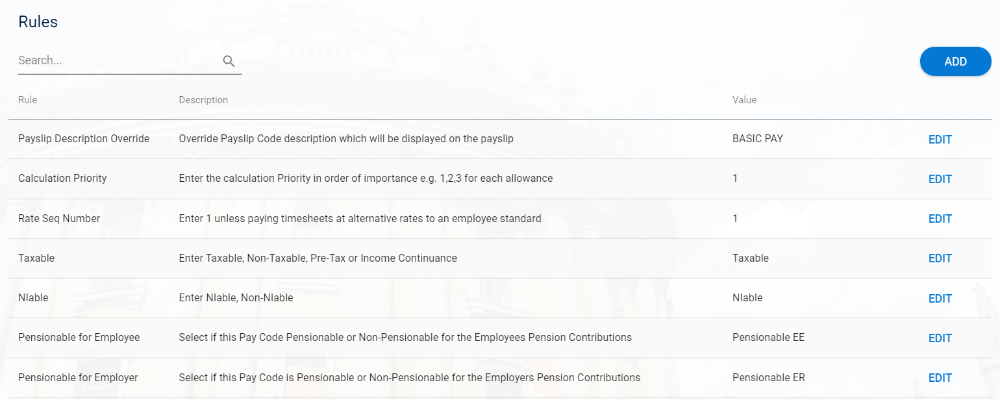 Rules
Search...
ADD
Rule Description Value
Payslip Description Override Override Payslip Code description which will be displayed on the payslip BASIC PAY EDIT
Calculation Priority Enter the calculation Priority in order of importance e.g. 1,2,3 for each allowance 1 EDIT
Rate Seq Number Enter 1 unless paying timesheets at alternative rates to an employee standard 1 EDIT
Taxable Enter Taxable, Non-Taxable, Pre-Tax or Income Continuance Taxable EDIT
NIable Enter NIable, Non-NIable NIable EDIT
Pensionable for Employee Select if this Pay Code Pensionable or Non-Pensionable for the Employees Pension Contributions Pensionable EE EDIT
Pensionable for Employer Select if this Pay Code is Pensionable or Non-Pensionable for the Employers Pension Contributions Pensionable ER EDIT